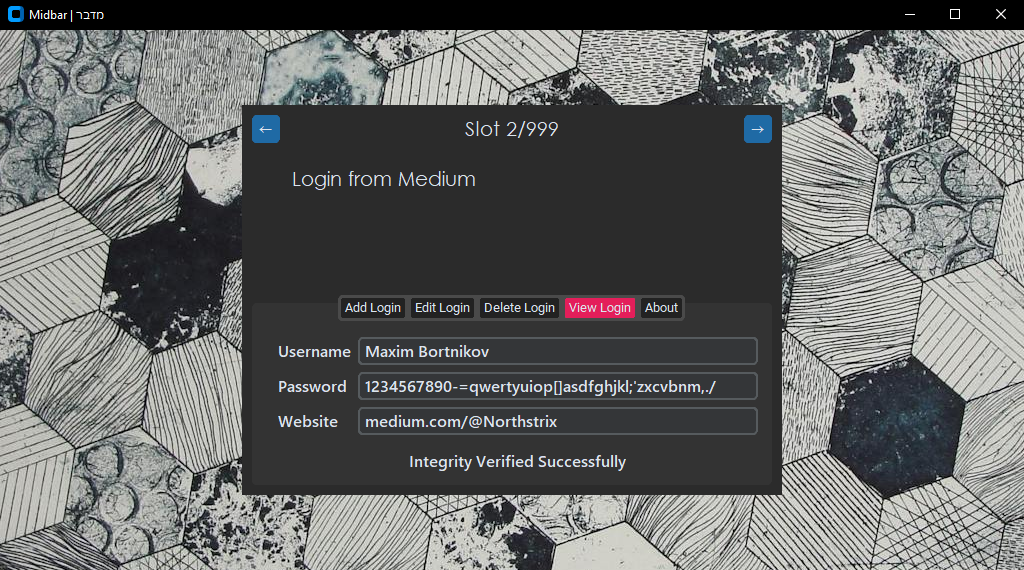 Midbar | מדבר
← Slot 2/999 →
Login from Medium
Add Login Edit Login Delete Login View Login About
Username Maxim Bortnikov
Password 1234567890-=qwertyuiop[]asdfghjkl;'zxcvbnm,./
Website medium.com/@Northstrix
Integrity Verified Successfully